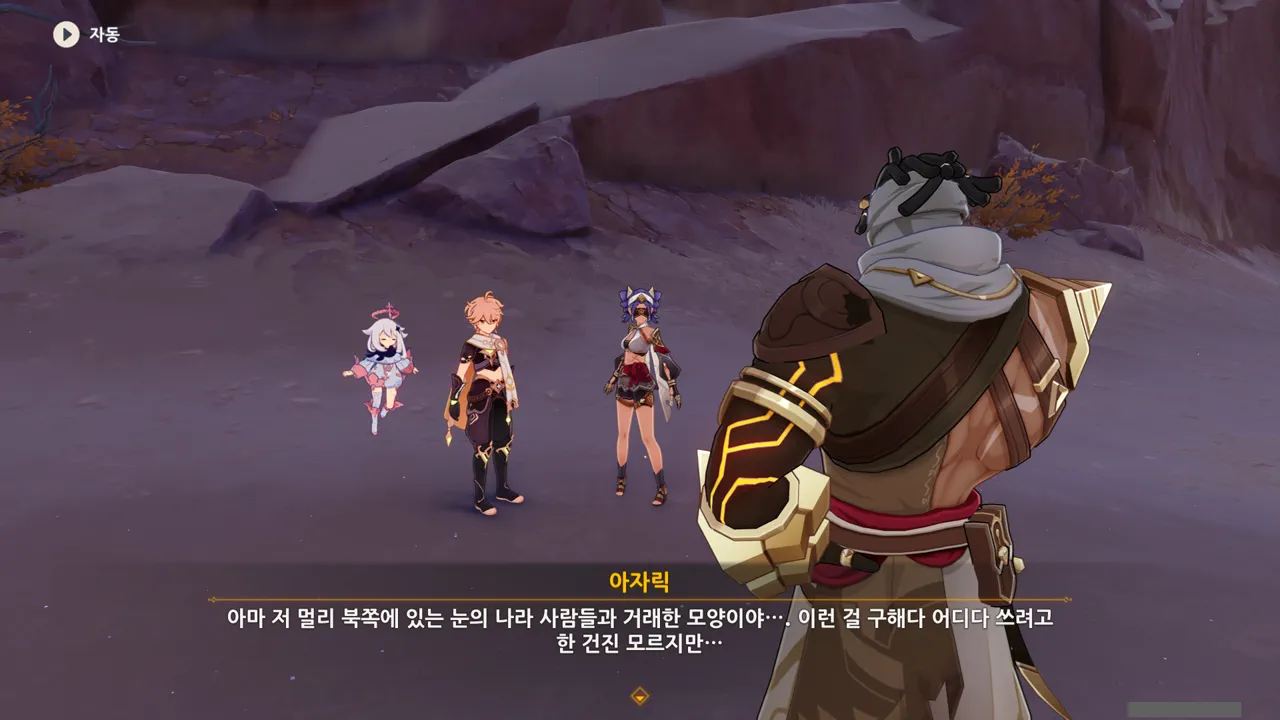 자동
아자릭
아마 저 멀리 북쪽에 있는 눈의 나라 사람들과 거래한 모양이야…. 이런 걸 구해다 어디다 쓰려고
한 건진 모르지만…